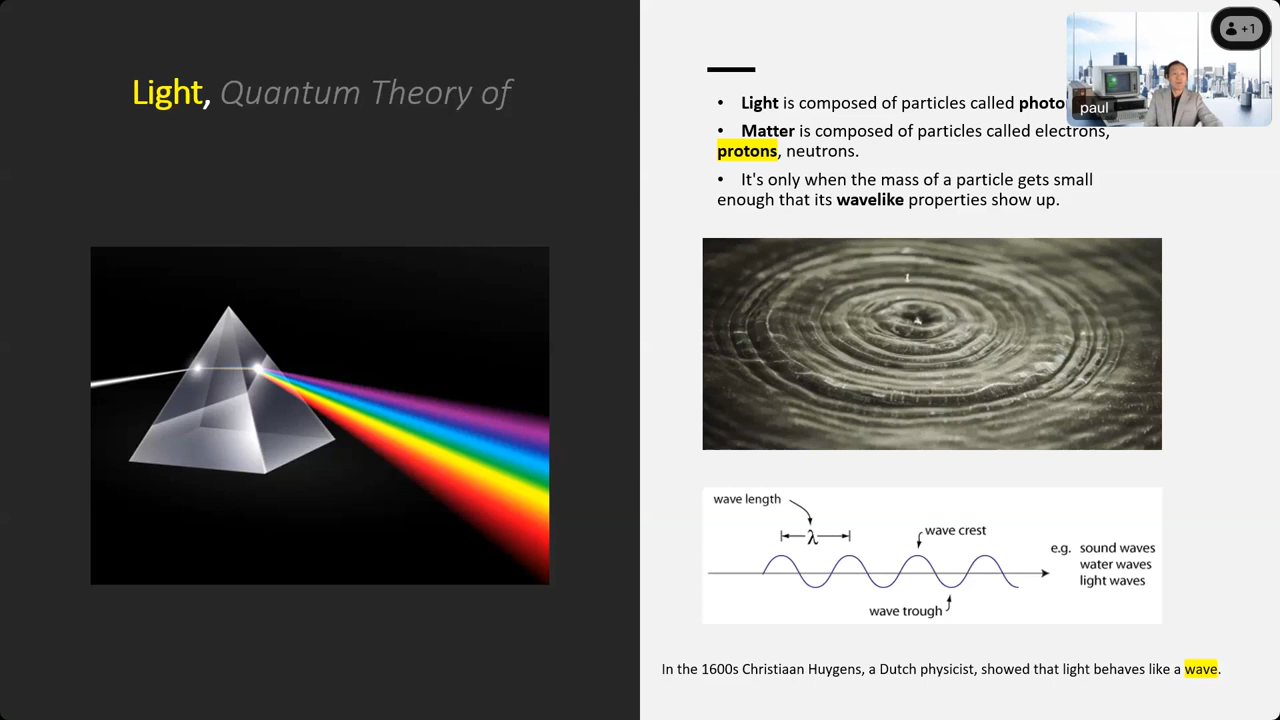 Light, Quantum Theory of
• Light is composed of particles called photo
• Matter is composed of particles called electrons,
protons, neutrons.
• It's only when the mass of a particle gets small
enough that its wavelike properties show up.
+1
paul
wave length
λ
wave crest
wave trough
e.g. sound waves
water waves
light waves
In the 1600s Christiaan Huygens, a Dutch physicist, showed that light behaves like a wave.